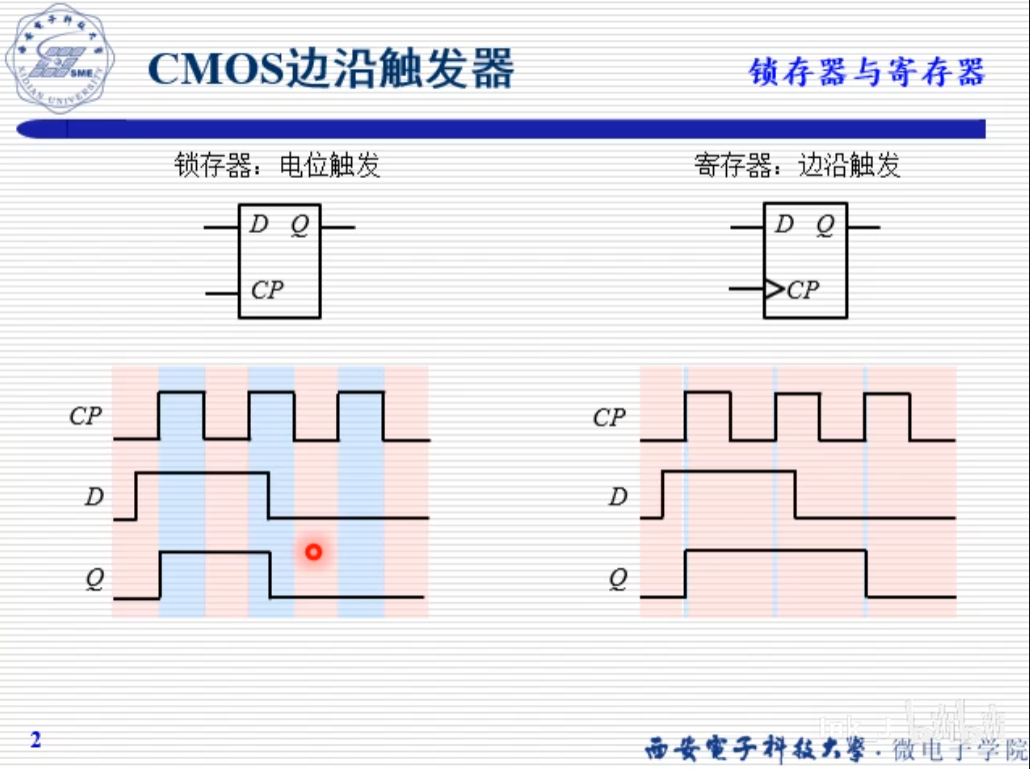 CMOS边沿触发器
锁存器与寄存器
锁存器：电位触发
寄存器：边沿触发
D Q
CP
D Q
CP
CP
D
Q
CP
D
Q
2
西安电子科技大学·微电子学院
SME
XIDIAN UNIVERSITY